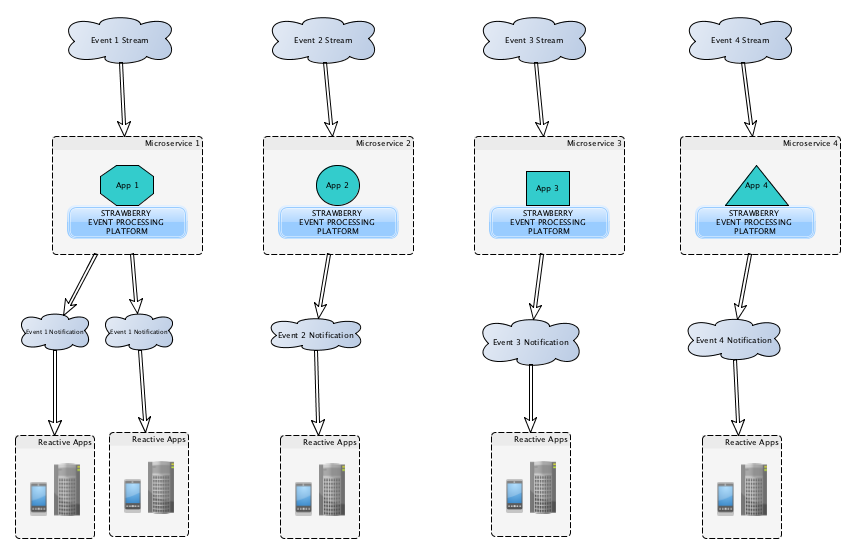 Event 1 Stream
Event 2 Stream
Event 3 Stream
Event 4 Stream
Microservice 1
Microservice 2
Microservice 3
Microservice 4
App 1
App 2
App 3
App 4
STRAWBERRY
EVENT PROCESSING
PLATFORM
STRAWBERRY
EVENT PROCESSING
PLATFORM
STRAWBERRY
EVENT PROCESSING
PLATFORM
STRAWBERRY
EVENT PROCESSING
PLATFORM
Event 1 Notification
Event 1 Notification
Event 2 Notification
Event 3 Notification
Event 4 Notification
Reactive Apps
Reactive Apps
Reactive Apps
Reactive Apps
Reactive Apps